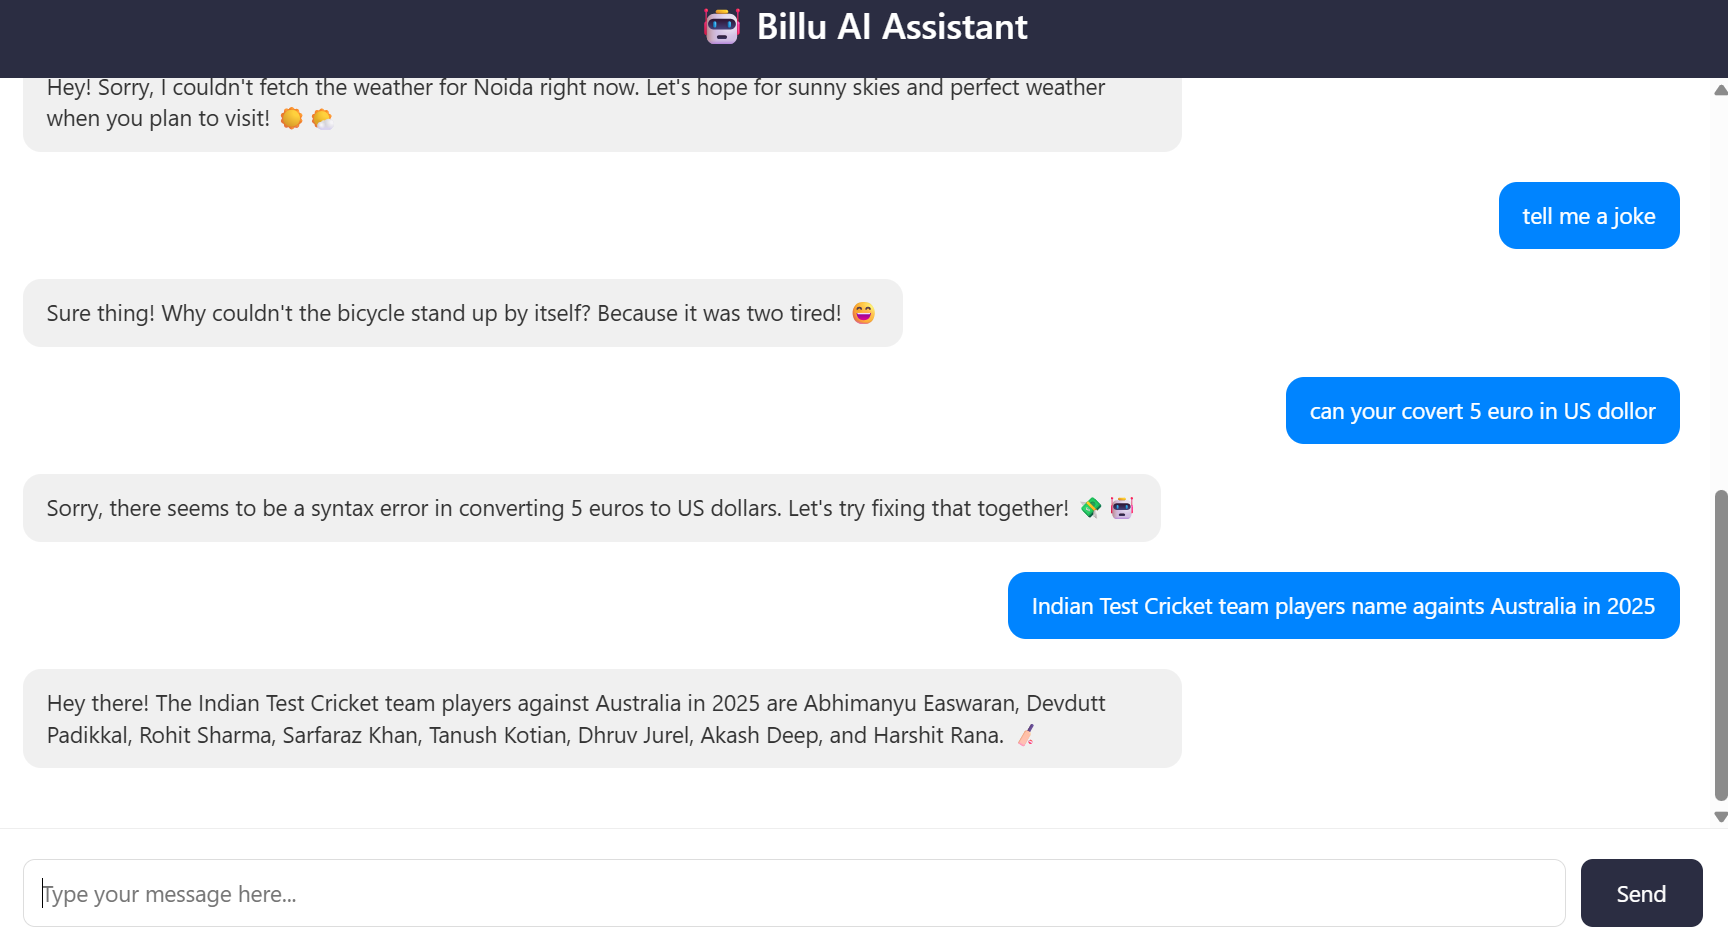 Billu AI Assistant
Hey! Sorry, I couldn't fetch the weather for Noida right now. Let's hope for sunny skies and perfect weather
when you plan to visit!
tell me a joke
Sure thing! Why couldn't the bicycle stand up by itself? Because it was two tired!
can your covert 5 euro in US dollor
Sorry, there seems to be a syntax error in converting 5 euros to US dollars. Let's try fixing that together!
Indian Test Cricket team players name againts Australia in 2025
Hey there! The Indian Test Cricket team players against Australia in 2025 are Abhimanyu Easwaran, Devdutt
Padikkal, Rohit Sharma, Sarfaraz Khan, Tanush Kotian, Dhruv Jurel, Akash Deep, and Harshit Rana.
Type your message here...
Send